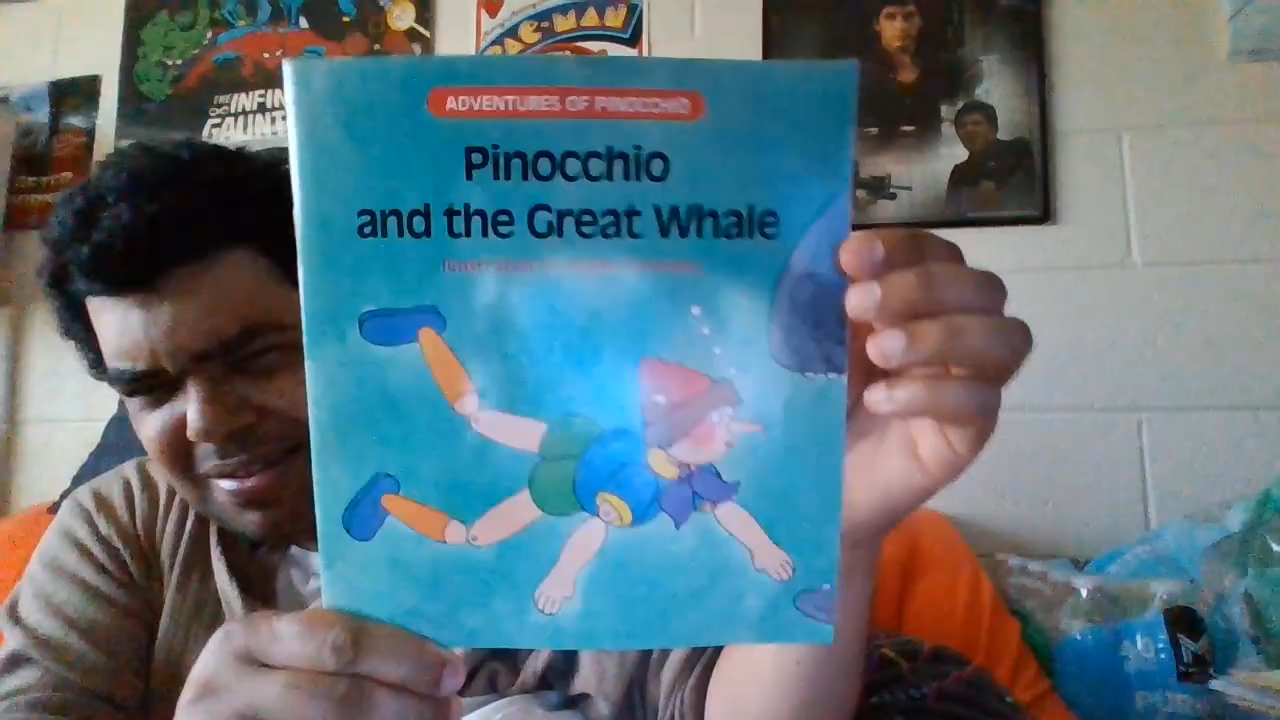 PAC-MAN
THE INFIN
GAUNT
ADVENTURES OF PINOCCHIO
Pinocchio
and the Great Whale